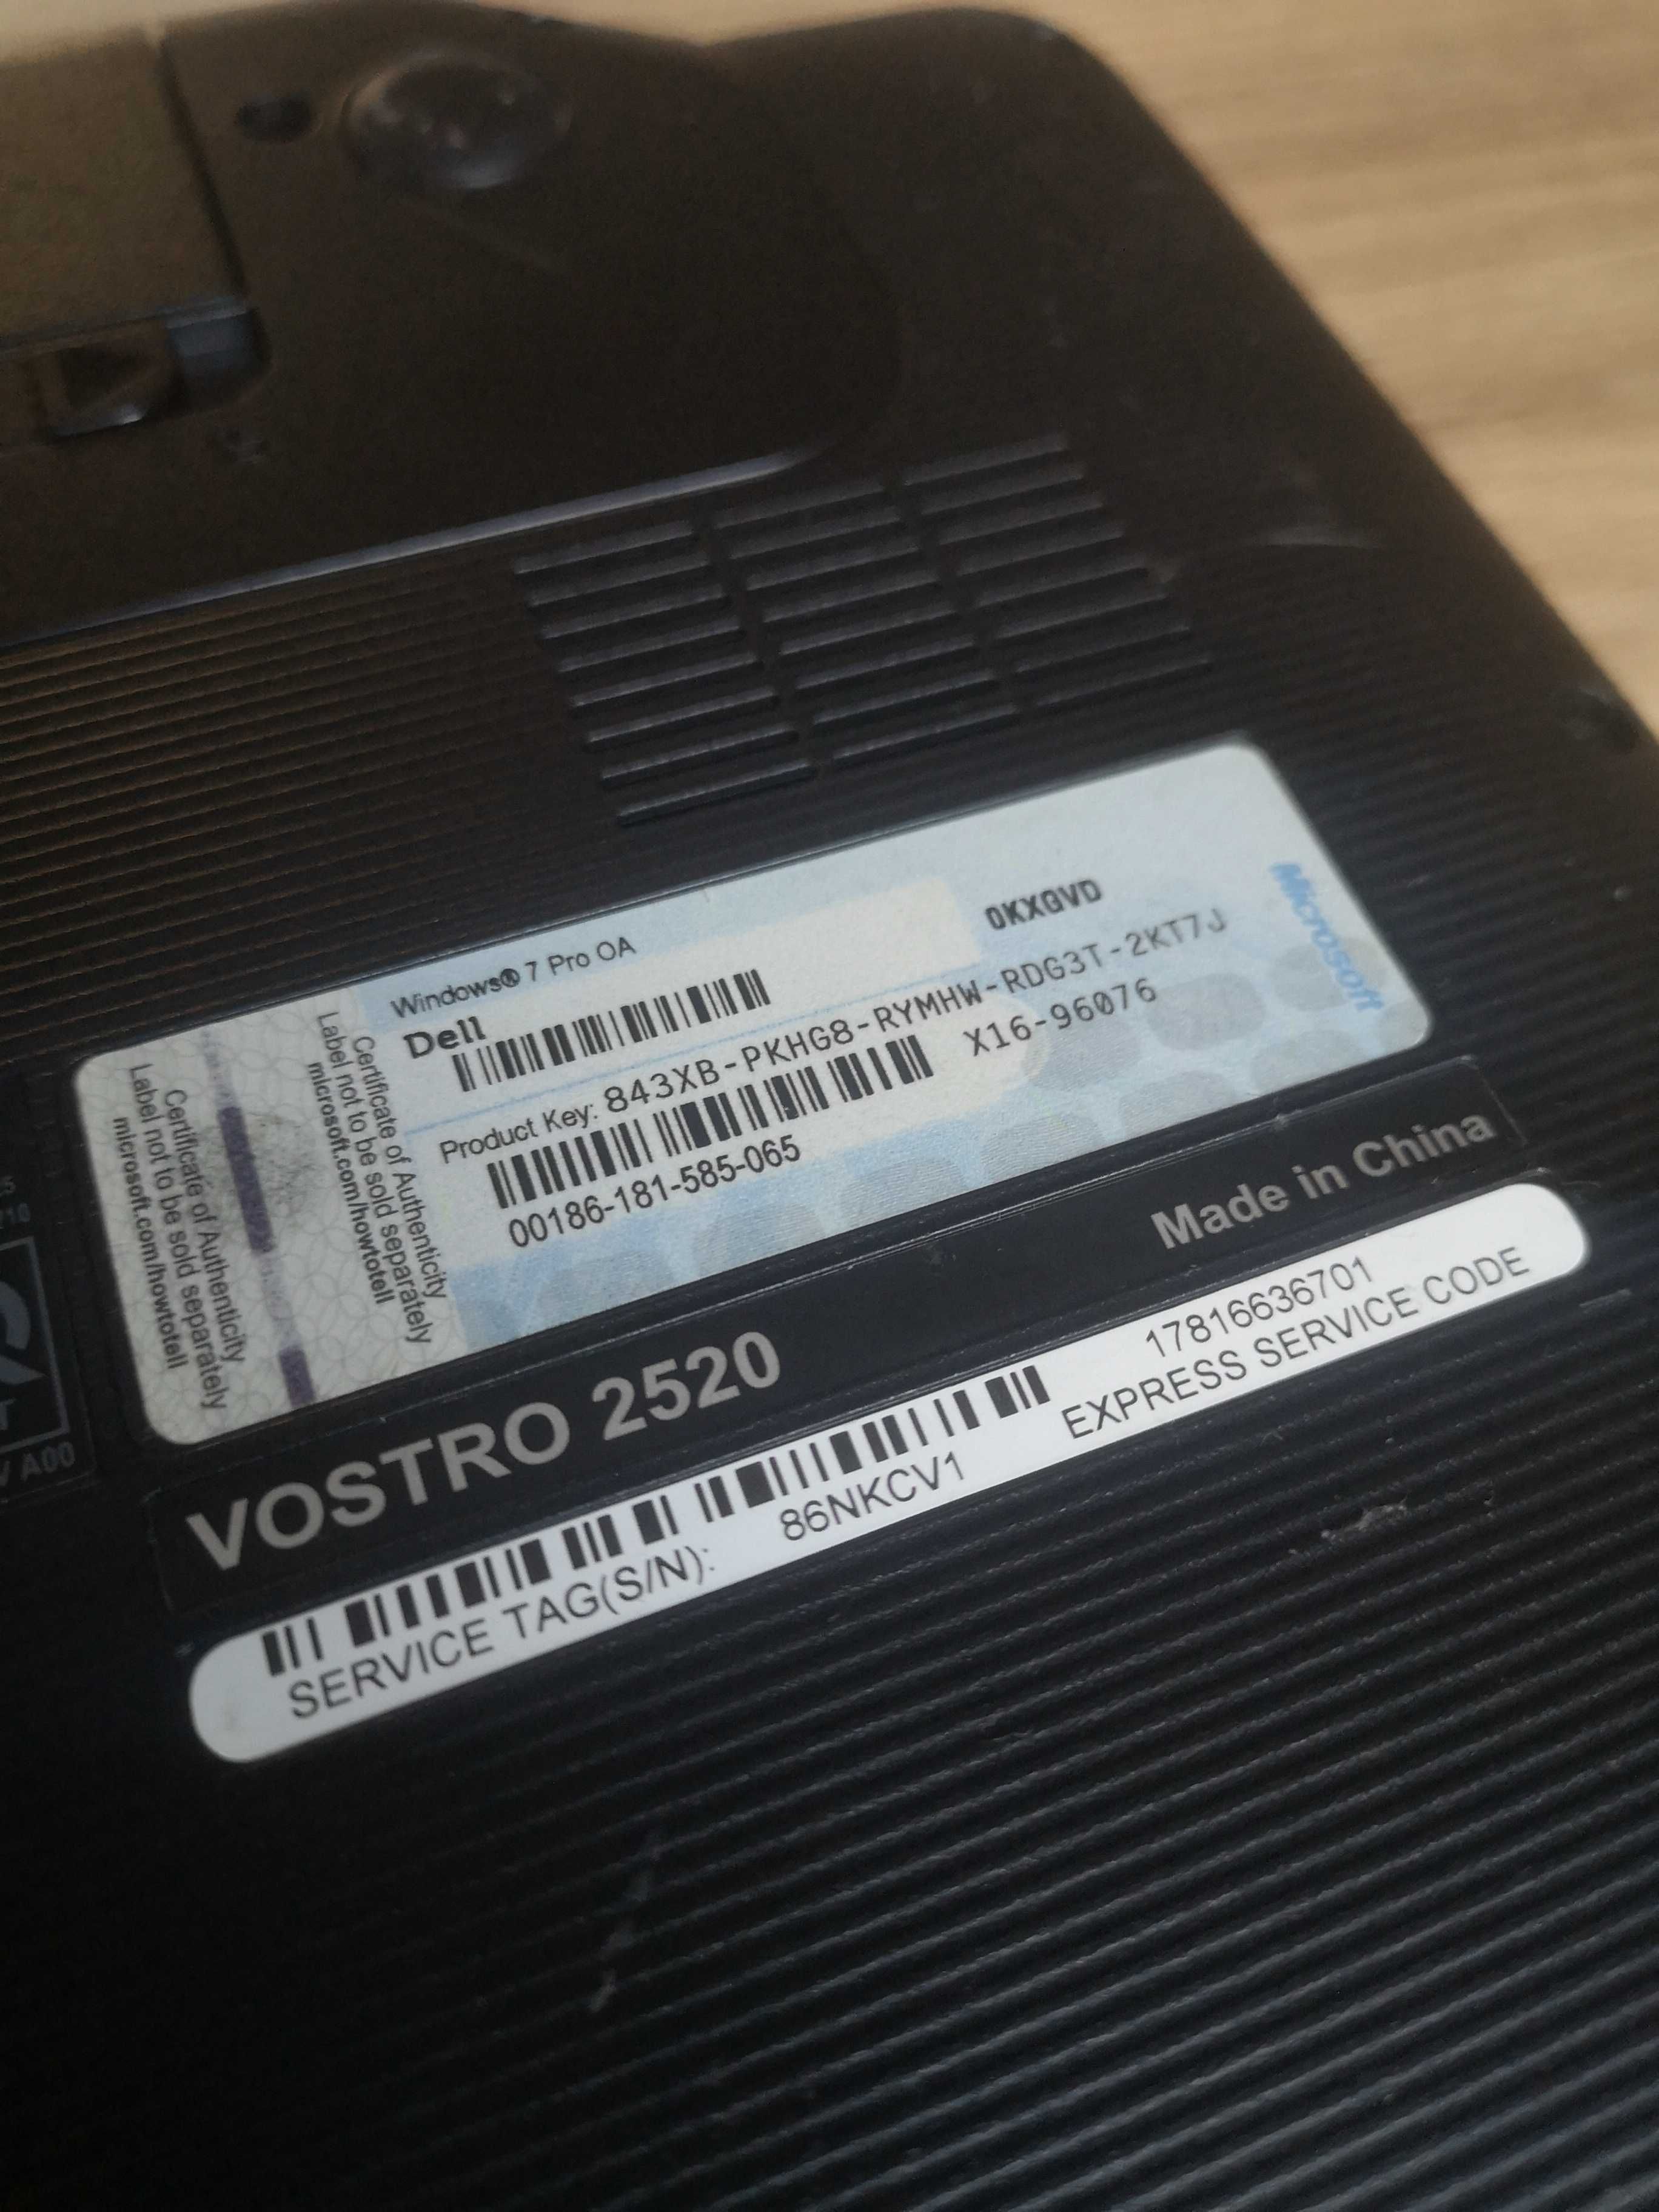 Windows® 7 Pro OA
Dell
0KXGVD
Product Key: 843XB-PKHG8-RYMHW-RDG3T-2KT7J
X16-96076
00186-181-585-065
Microsoft
Certificate of Authenticity
Label not to be sold separately
microsoft.com/howtotell
Certificate of Authenticity
Label not to be sold separately
microsoft.com/howtotell
VOSTRO 2520
Made in China
SERVICE TAG(S/N): 86NKCV1
17816636701
EXPRESS SERVICE CODE
A00